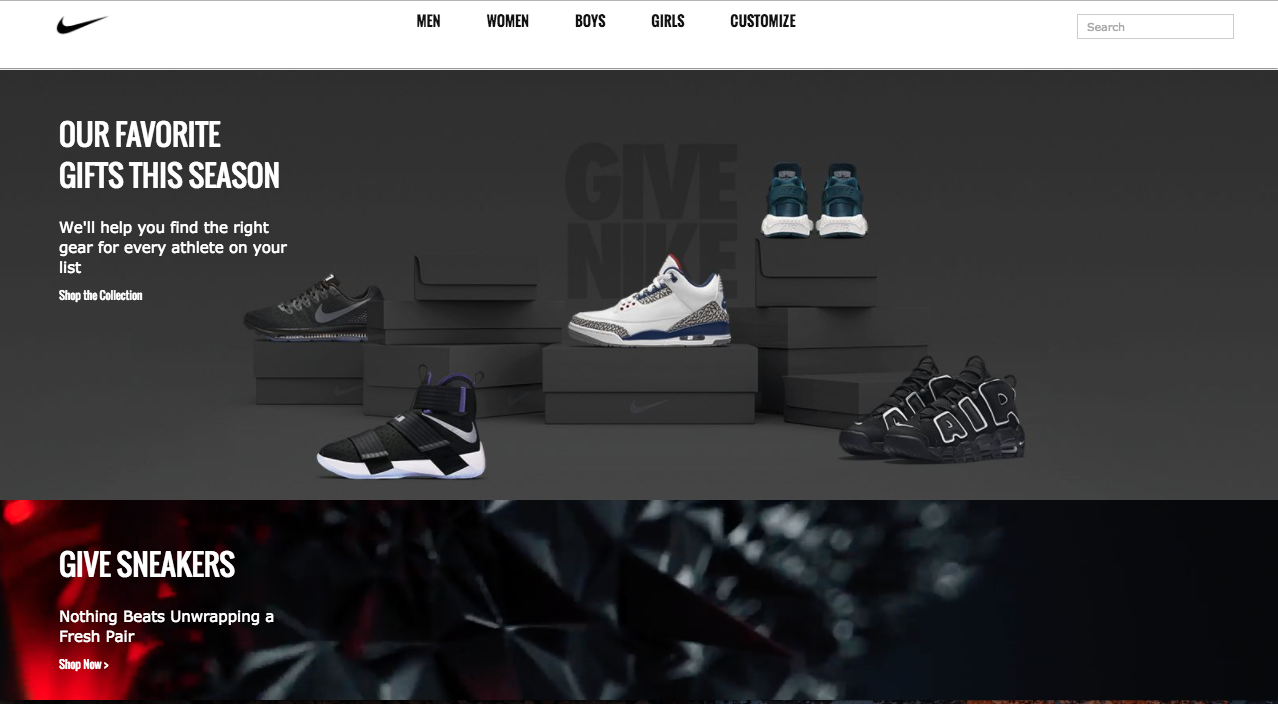 MEN WOMEN BOYS GIRLS CUSTOMIZE Search
OUR FAVORITE
GIFTS THIS SEASON
We'll help you find the right
gear for every athlete on your
list
Shop the Collection
GIVE
NIKE
AIR
GIVE SNEAKERS
Nothing Beats Unwrapping a
Fresh Pair
Shop Now >